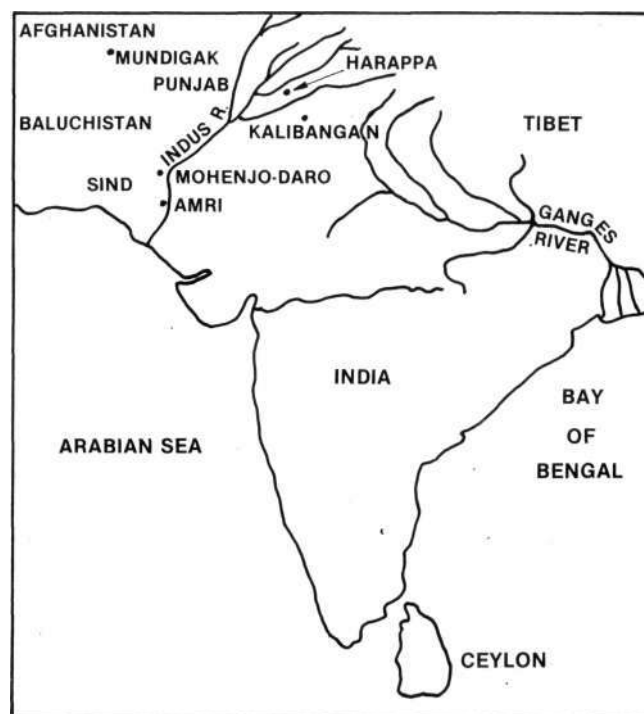 AFGHANISTAN
MUNDIGAK
HARAPPA
PUNJAB
BALUCHISTAN
INDUS R.
KALIBANGAN
TIBET
SIND
MOHENJO-DARO
AMRI
GANGES
RIVER
INDIA
BAY
OF
BENGAL
ARABIAN SEA
CEYLON